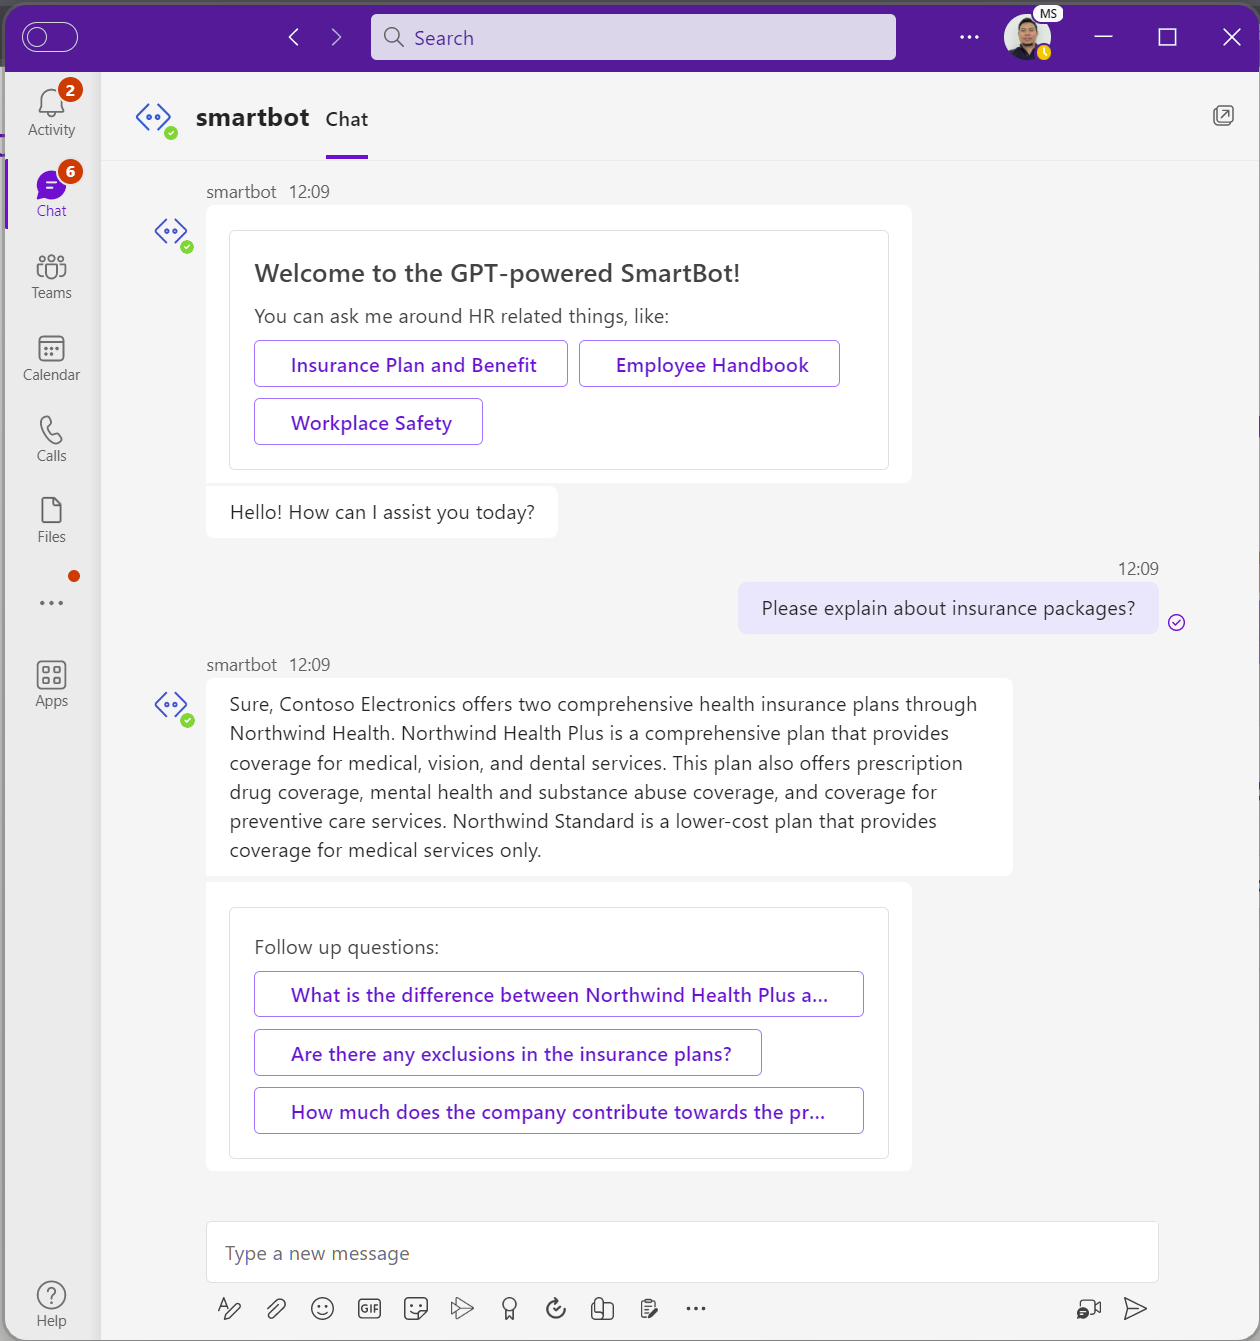 Search
MS
2
Activity
6
Chat
Teams
Calendar
Calls
Files
Apps
Help
smartbot Chat
smartbot 12:09
Welcome to the GPT-powered SmartBot!
You can ask me around HR related things, like:
Insurance Plan and Benefit
Employee Handbook
Workplace Safety
Hello! How can I assist you today?
12:09
Please explain about insurance packages?
smartbot 12:09
Sure, Contoso Electronics offers two comprehensive health insurance plans through
Northwind Health. Northwind Health Plus is a comprehensive plan that provides
coverage for medical, vision, and dental services. This plan also offers prescription
drug coverage, mental health and substance abuse coverage, and coverage for
preventive care services. Northwind Standard is a lower-cost plan that provides
coverage for medical services only.
Follow up questions:
What is the difference between Northwind Health Plus a...
Are there any exclusions in the insurance plans?
How much does the company contribute towards the pr...
Type a new message
GIF